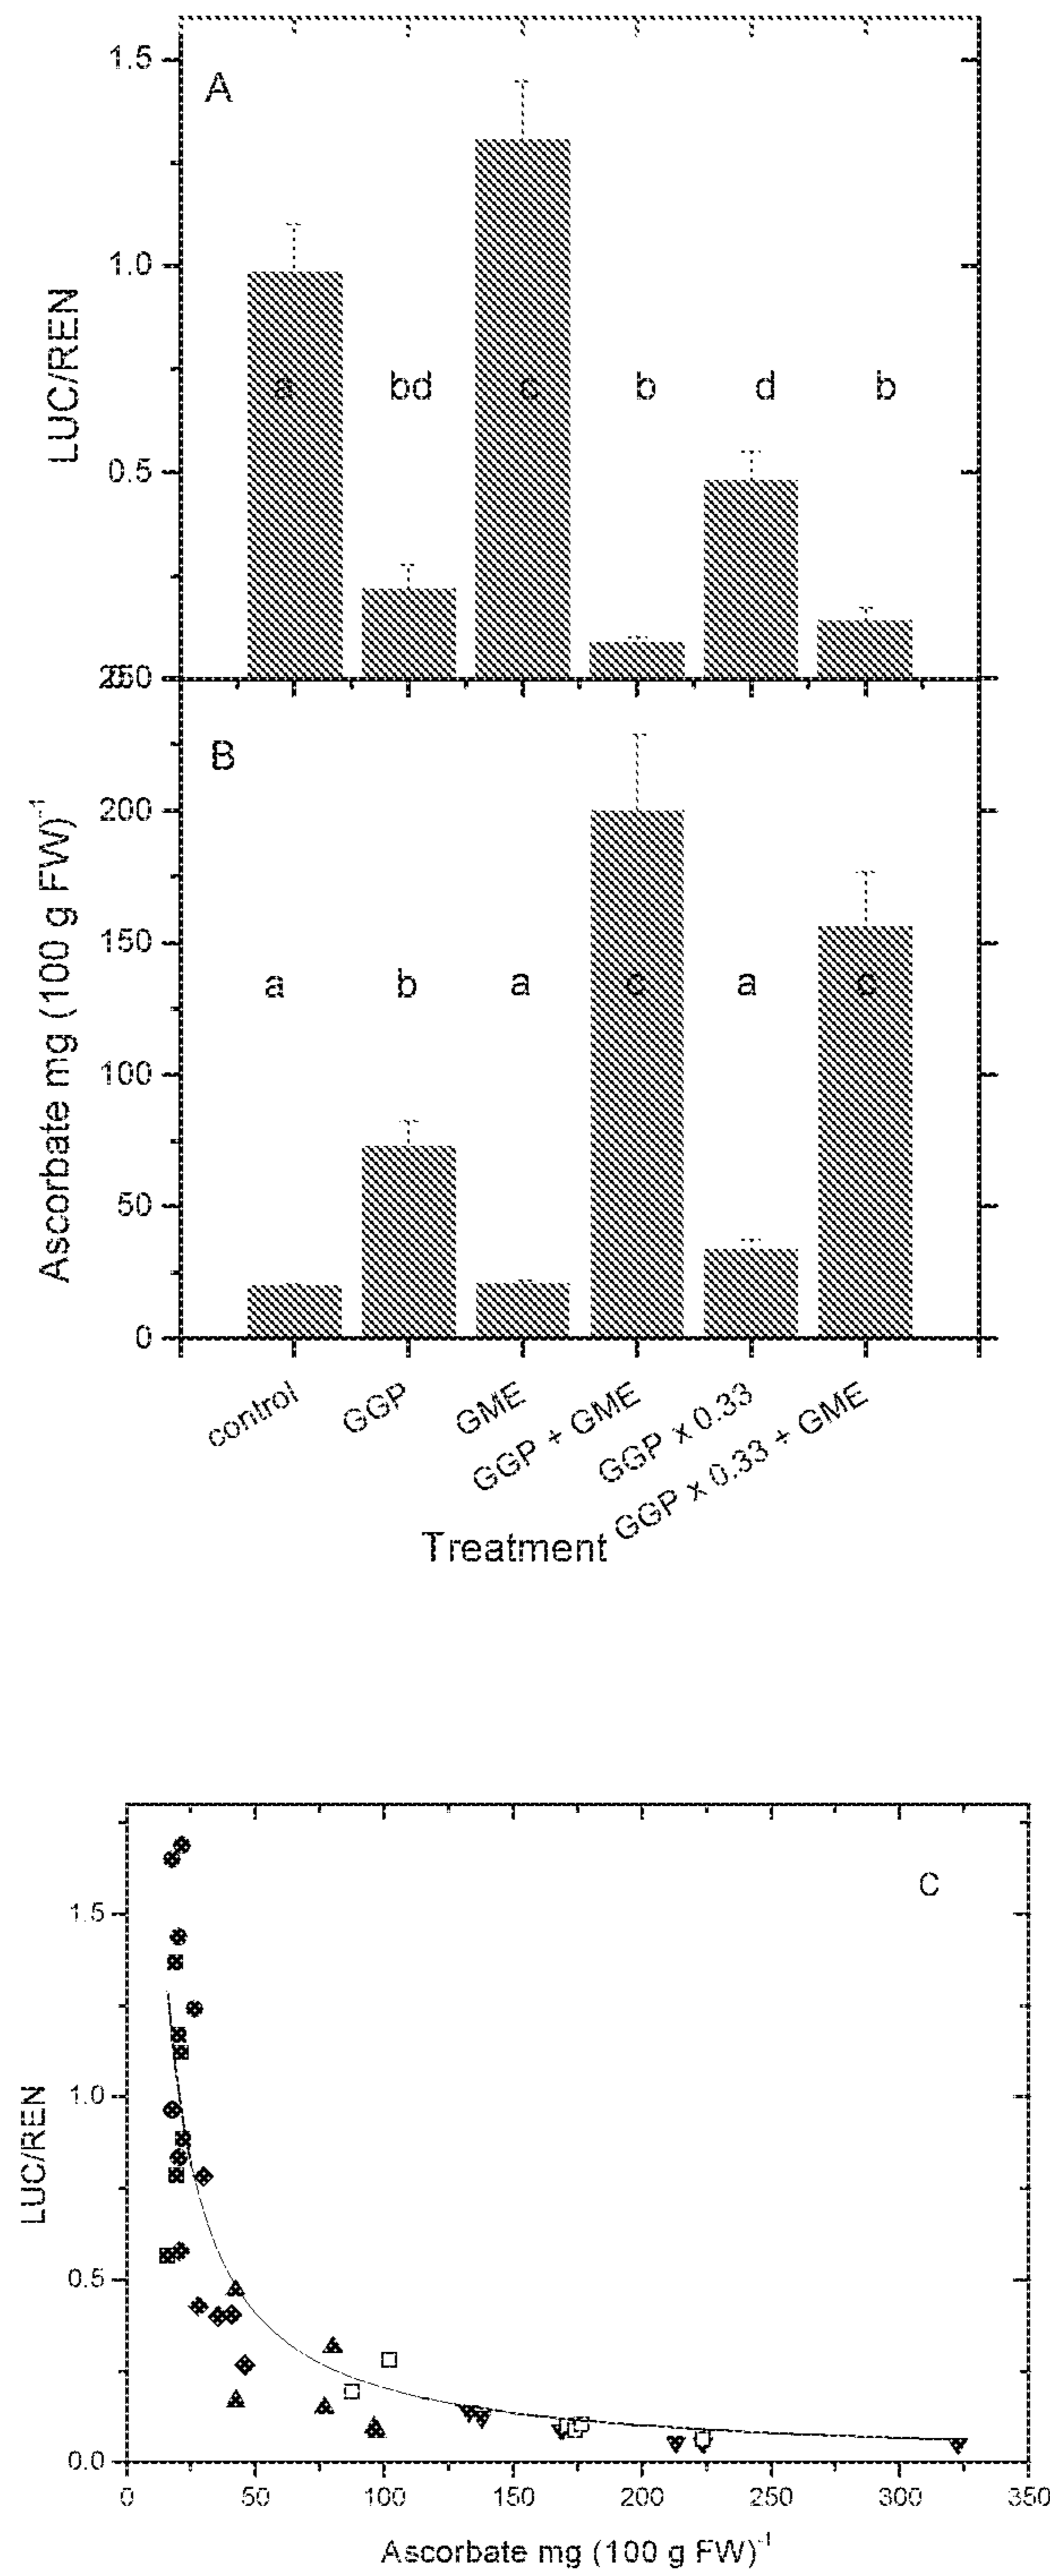 A
1.5
1.0
0.5
LUC/REN
a bd c b d b
B
250
200
150
100
50
0
Ascorbate mg (100 g FW)-1
a b a c a c
control GGP GME GGP + GME GGP x 0.33 GGP x 0.33 + GME
Treatment
C
1.5
1.0
0.5
0.0
LUC/REN
0 50 100 150 200 250 300 350
Ascorbate mg (100 g FW)-1